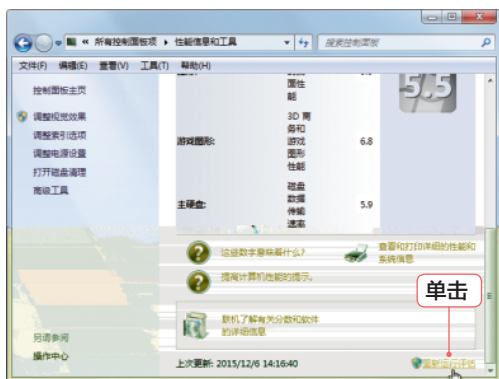 « 所有控制面板项 ▸ 性能信息和工具
搜索控制面板
文件(F) 编辑(E) 查看(V) 工具(T) 帮助(H)
控制面板主页
调整视觉效果
调整索引选项
调整电源设置
打开磁盘清理
高级工具
面性
能
5.5
游戏图形:
3D 商
务和
游戏
图形
性能
6.8
主硬盘:
磁盘
数据
传输
速率
5.9
这些数字意味着什么?
查看和打印详细的性能和
系统信息
提高计算机性能的提示。
单击
联机了解有关分数和软件
的详细信息
另请参阅
操作中心
上次更新: 2015/12/6 14:16:40
重新运行评估